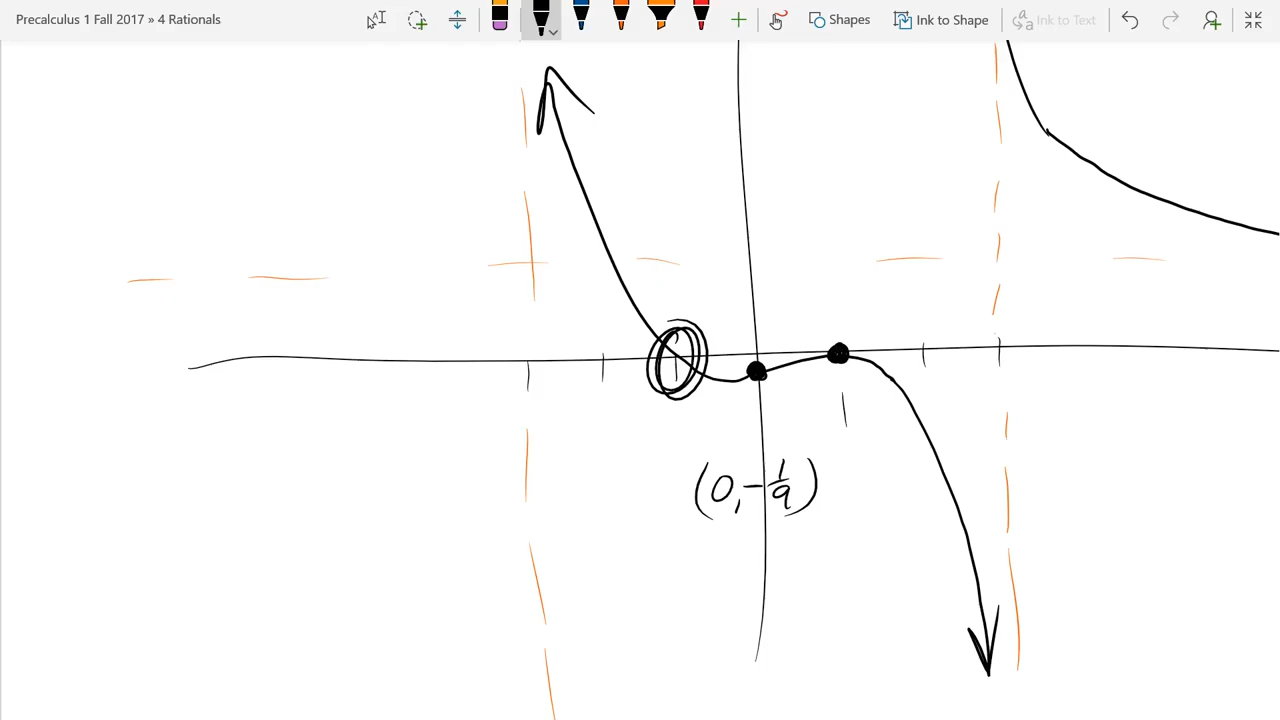 Precalculus 1 Fall 2017 » 4 Rationals
Shapes
Ink to Shape
Ink to Text
(0, -1/9)